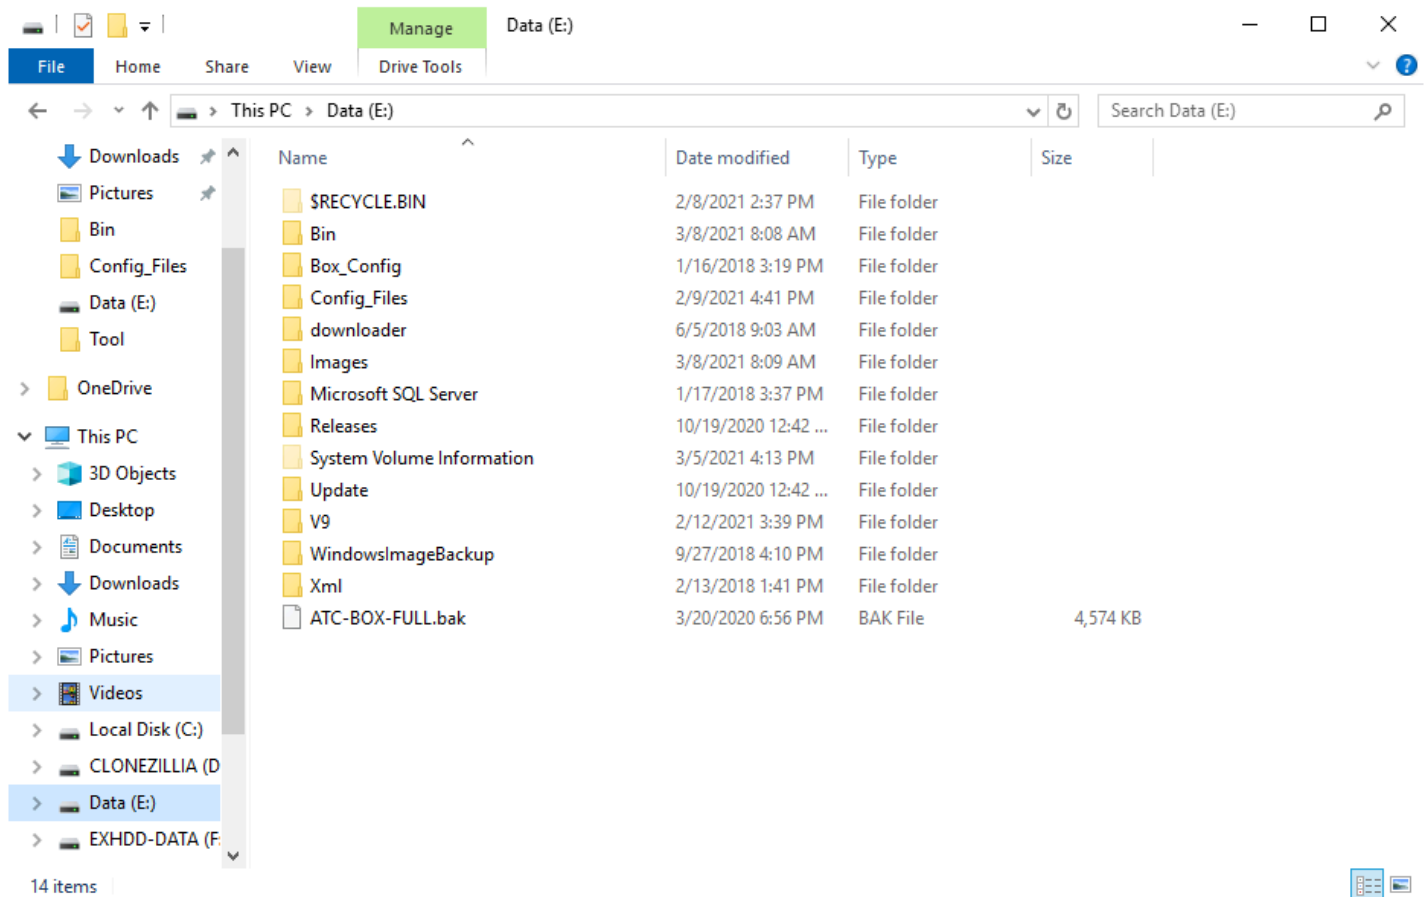 Manage Data (E:)
File Home Share View Drive Tools
This PC Data (E:) Search Data (E:)
Downloads
Pictures
Bin
Config_Files
Data (E:)
Tool
OneDrive
This PC
3D Objects
Desktop
Documents
Downloads
Music
Pictures
Videos
Local Disk (C:)
CLONEZILLIA (D
Data (E:)
EXHDD-DATA (F:
Name Date modified Type Size
$RECYCLE.BIN 2/8/2021 2:37 PM File folder
Bin 3/8/2021 8:08 AM File folder
Box_Config 1/16/2018 3:19 PM File folder
Config_Files 2/9/2021 4:41 PM File folder
downloader 6/5/2018 9:03 AM File folder
Images 3/8/2021 8:09 AM File folder
Microsoft SQL Server 1/17/2018 3:37 PM File folder
Releases 10/19/2020 12:42 ... File folder
System Volume Information 3/5/2021 4:13 PM File folder
Update 10/19/2020 12:42 ... File folder
V9 2/12/2021 3:39 PM File folder
WindowsImageBackup 9/27/2018 4:10 PM File folder
Xml 2/13/2018 1:41 PM File folder
ATC-BOX-FULL.bak 3/20/2020 6:56 PM BAK File 4,574 KB
14 items